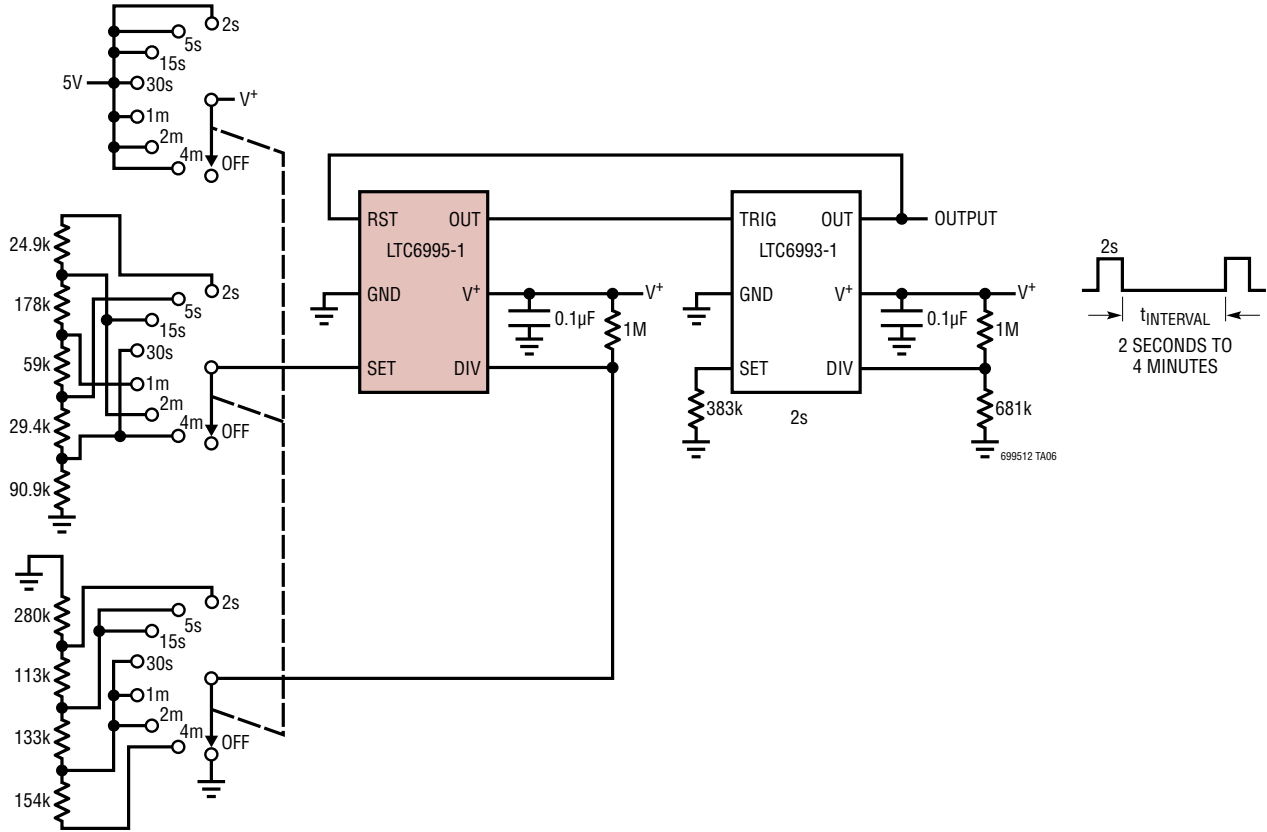 2s
5s
15s
5V
30s
V+
1m
2m
4m
OFF
24.9k
178k
59k
29.4k
90.9k
2s
5s
15s
30s
1m
2m
4m
OFF
280k
113k
133k
154k
2s
5s
15s
30s
1m
2m
4m
OFF
RST
OUT
LTC6995-1
GND
V+
SET
DIV
V+
0.1µF
1M
TRIG
OUT
LTC6993-1
GND
V+
SET
DIV
383k
2s
OUTPUT
V+
0.1µF
1M
681k
699512 TA06
2s
tINTERVAL
2 SECONDS TO
4 MINUTES